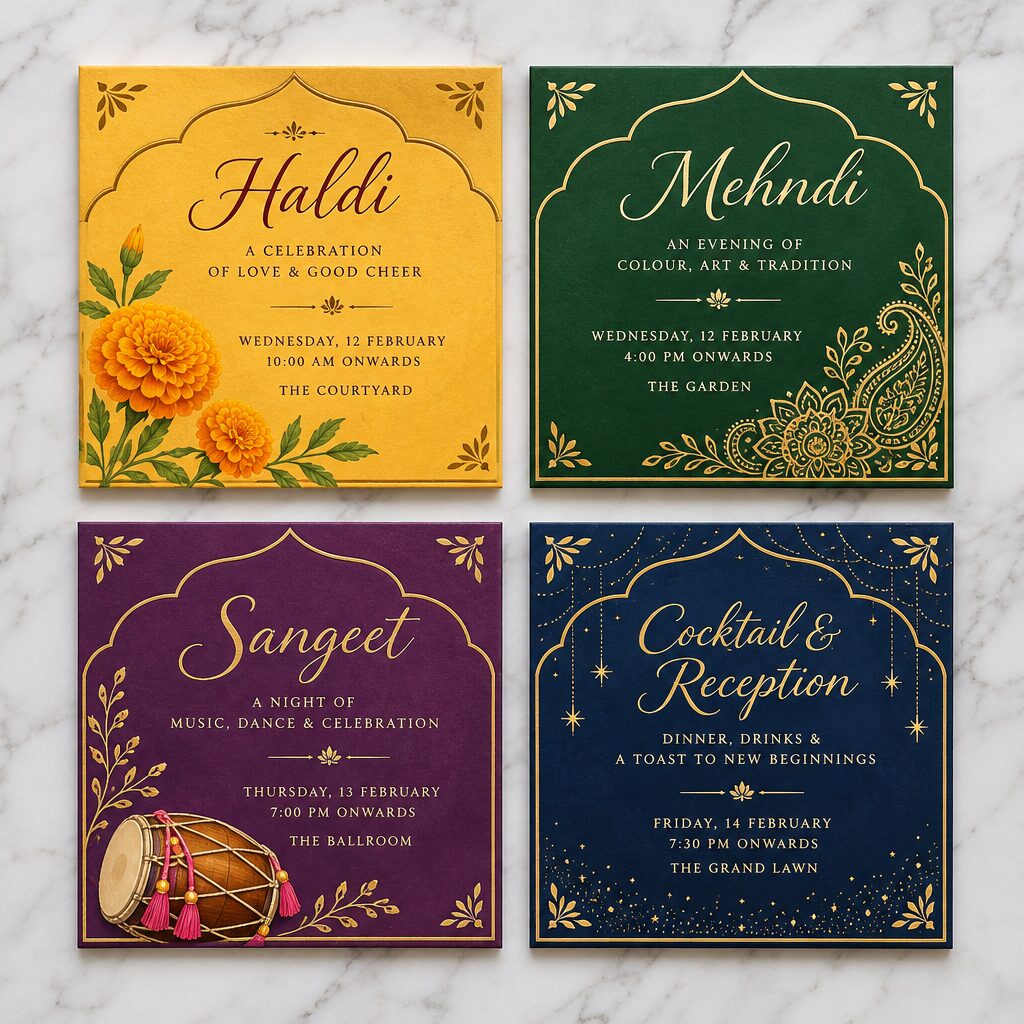 Haldi
A CELEBRATION
OF LOVE & GOOD CHEER
WEDNESDAY, 12 FEBRUARY
10:00 AM ONWARDS
THE COURTYARD
Mehndi
AN EVENING OF
COLOUR, ART & TRADITION
WEDNESDAY, 12 FEBRUARY
4:00 PM ONWARDS
THE GARDEN
Sangeet
A NIGHT OF
MUSIC, DANCE & CELEBRATION
THURSDAY, 13 FEBRUARY
7:00 PM ONWARDS
THE BALLROOM
Cocktail &
Reception
DINNER, DRINKS &
A TOAST TO NEW BEGINNINGS
FRIDAY, 14 FEBRUARY
7:30 PM ONWARDS
THE GRAND LAWN